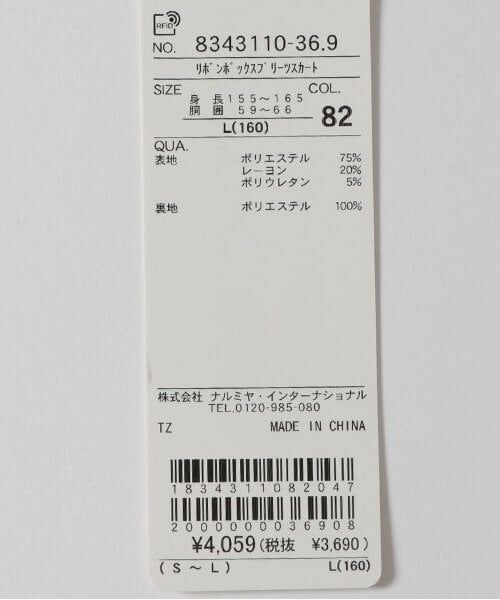 RFID
NO. 8343110-36.9
ﾘﾎﾞﾝﾎﾞｯｸｽﾌﾟﾘｰﾂｽｶｰﾄ
SIZE COL.
身 長 155～165
胴 囲 59～66
82
L(160)
QUA.
表地 ポリエステル 75%
レーヨン 20%
ポリウレタン 5%
裏地 ポリエステル 100%
株式会社 ナルミヤ・インターナショナル
TEL.0120-985-080
TZ MADE IN CHINA
1834311082047
2000000036908
¥4,059(税抜 ¥3,690)
(S～L) L(160)